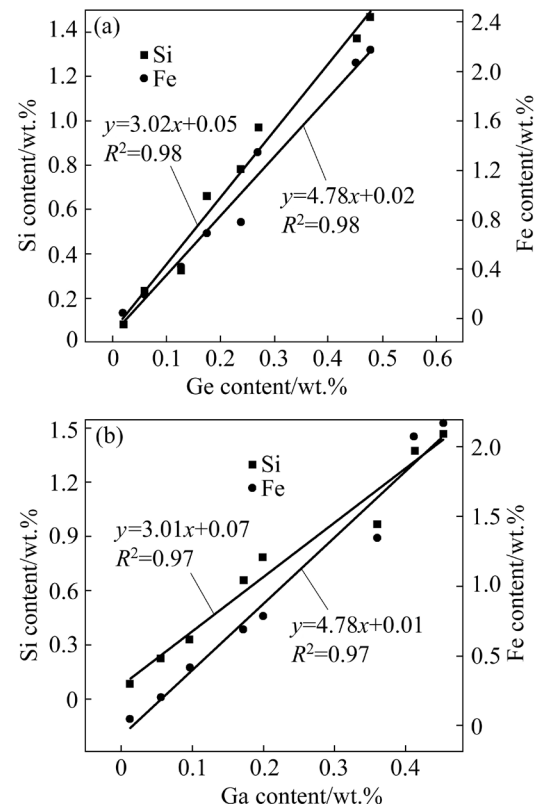 (a)
Si
Fe
y=3.02x+0.05
R²=0.98
y=4.78x+0.02
R²=0.98
Si content/wt.%
1.4
1.2
1.0
0.8
0.6
0.4
0.2
0
Fe content/wt.%
2.4
2.0
1.6
1.2
0.8
0.4
0
0 0.1 0.2 0.3 0.4 0.5 0.6
Ge content/wt.%
(b)
Si
Fe
y=3.01x+0.07
R²=0.97
y=4.78x+0.01
R²=0.97
Si content/wt.%
1.5
1.2
0.9
0.6
0.3
0
Fe content/wt.%
2.0
1.5
1.0
0.5
0
0 0.1 0.2 0.3 0.4
Ga content/wt.%